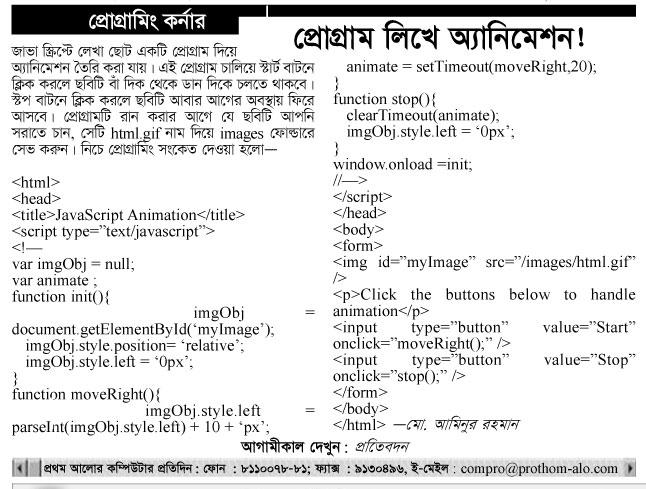 প্রোগ্রামিং কর্নার
প্রোগ্রাম লিখে অ্যানিমেশন!
জাভা স্ক্রিপ্টে লেখা ছোট একটি প্রোগ্রাম দিয়ে
অ্যানিমেশন তৈরি করা যায়। এই প্রোগ্রাম চালিয়ে স্টার্ট বাটনে
ক্লিক করলে ছবিটি বাঁ দিক থেকে ডান দিকে চলতে থাকবে।
স্টপ বাটনে ক্লিক করলে ছবিটি আবার আগের অবস্থায় ফিরে
আসবে। প্রোগ্রামটি রান করার আগে যে ছবিটি আপনি
সরাতে চান, সেটি html.gif নাম দিয়ে images ফোল্ডারে
সেভ করুন। নিচে প্রোগ্রামিং সংকেত দেওয়া হলো—
<html>
<head>
<title>JavaScript Animation</title>
<script type=”text/javascript”>
<!—
var imgObj = null;
var animate ;
function init(){
imgObj =
document.getElementById(‘myImage’);
imgObj.style.position= ‘relative’;
imgObj.style.left = ‘0px’;
}
function moveRight(){
imgObj.style.left =
parseInt(imgObj.style.left) + 10 + ‘px’;
animate = setTimeout(moveRight,20);
}
function stop(){
clearTimeout(animate);
imgObj.style.left = ‘0px’;
}
window.onload =init;
//—>
</script>
</head>
<body>
<form>
<img id=”myImage” src=”/images/html.gif”
/>
<p>Click the buttons below to handle
animation</p>
<input type=”button” value=”Start”
onclick=”moveRight();” />
<input type=”button” value=”Stop”
onclick=”stop();” />
</form>
</body>
</html> —মো. আমিনুর রহমান
আগামীকাল দেখুন : প্রতিবেদন
প্রথম আলোর কম্পিউটার প্রতিদিন : ফোন : ৮১১০০৭৮-৮১; ফ্যাক্স : ৯১৩০৪৯৬, ই-মেইল : compro@prothom-alo.com